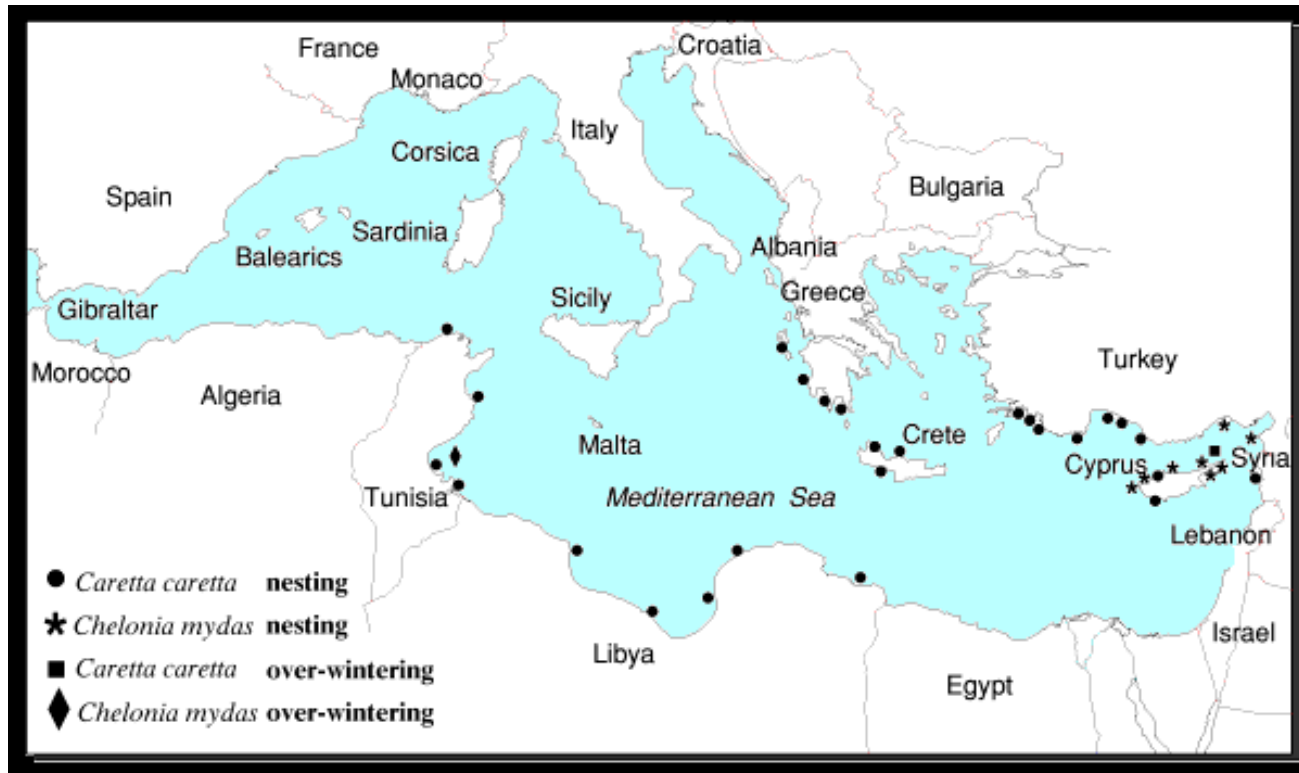 France
Croatia
Monaco
Italy
Corsica
Spain
Bulgaria
Sardinia
Balearics
Albania
Greece
Sicily
Gibraltar
Turkey
Morocco
Algeria
Malta
Crete
Cyprus
Syria
Tunisia
Mediterranean Sea
Lebanon
Caretta caretta nesting
Chelonia mydas nesting
Israel
Libya
Caretta caretta over-wintering
Egypt
Chelonia mydas over-wintering